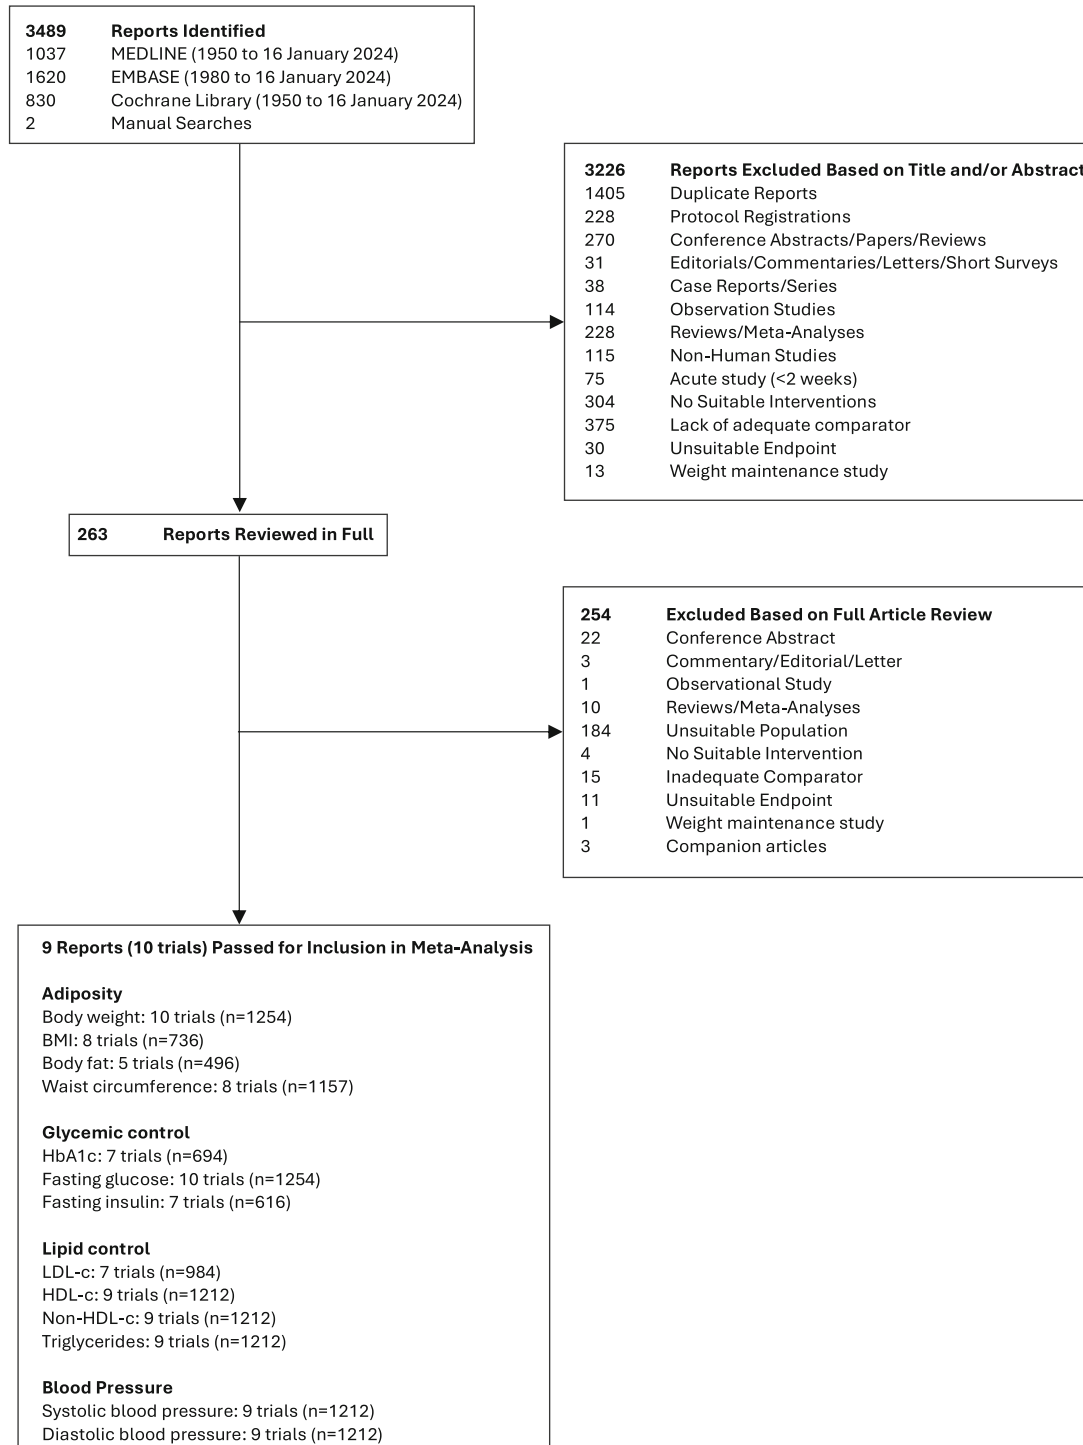 3489 Reports Identified
1037 MEDLINE (1950 to 16 January 2024)
1620 EMBASE (1980 to 16 January 2024)
830 Cochrane Library (1950 to 16 January 2024)
2 Manual Searches
3226 Reports Excluded Based on Title and/or Abstract
1405 Duplicate Reports
228 Protocol Registrations
270 Conference Abstracts/Papers/Reviews
31 Editorials/Commentaries/Letters/Short Surveys
38 Case Reports/Series
114 Observation Studies
228 Reviews/Meta-Analyses
115 Non-Human Studies
75 Acute study (<2 weeks)
304 No Suitable Interventions
375 Lack of adequate comparator
30 Unsuitable Endpoint
13 Weight maintenance study
263 Reports Reviewed in Full
254 Excluded Based on Full Article Review
22 Conference Abstract
3 Commentary/Editorial/Letter
1 Observational Study
10 Reviews/Meta-Analyses
184 Unsuitable Population
4 No Suitable Intervention
15 Inadequate Comparator
11 Unsuitable Endpoint
1 Weight maintenance study
3 Companion articles
9 Reports (10 trials) Passed for Inclusion in Meta-Analysis
Adiposity
Body weight: 10 trials (n=1254)
BMI: 8 trials (n=736)
Body fat: 5 trials (n=496)
Waist circumference: 8 trials (n=1157)
Glycemic control
HbA1c: 7 trials (n=694)
Fasting glucose: 10 trials (n=1254)
Fasting insulin: 7 trials (n=616)
Lipid control
LDL-c: 7 trials (n=984)
HDL-c: 9 trials (n=1212)
Non-HDL-c: 9 trials (n=1212)
Triglycerides: 9 trials (n=1212)
Blood Pressure
Systolic blood pressure: 9 trials (n=1212)
Diastolic blood pressure: 9 trials (n=1212)